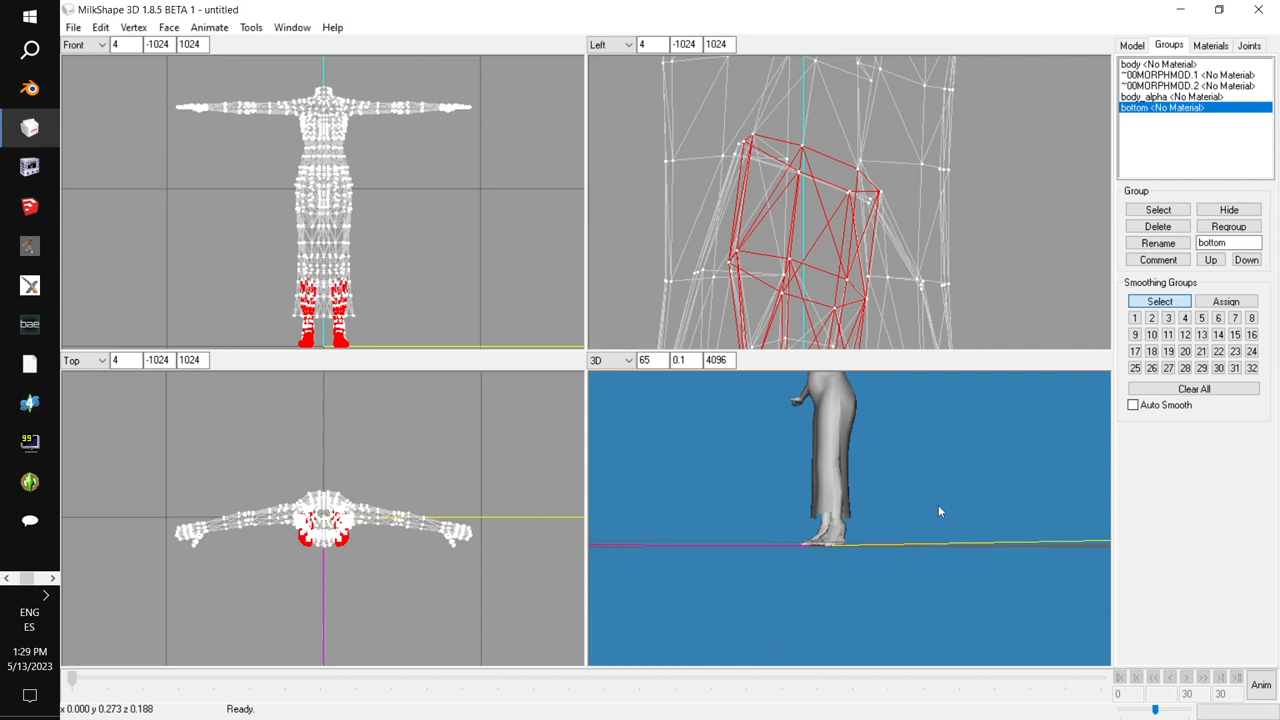 MilkShape 3D 1.8.5 BETA 1 - untitled
File Edit Vertex Face Animate Tools Window Help
Front 4 -1024 1024
Left 4 -1024 1024
Model Groups Materials Joints
body <No Material>
~00MORPHMOD.1 <No Material>
~00MORPHMOD.2 <No Material>
body_alpha <No Material>
bottom <No Material>
Group
Select Hide
Delete Regroup
Rename bottom
Comment Up Down
Smoothing Groups
Select Assign
1 2 3 4 5 6 7 8
9 10 11 12 13 14 15 16
17 18 19 20 21 22 23 24
25 26 27 28 29 30 31 32
Clear All
Auto Smooth
Top 4 -1024 1024
3D 65 0.1 4096
bae
99
ENG
ES
1:29 PM
5/13/2023
0 30 30
Anim
x 0.000 y 0.273 z 0.188 Ready.